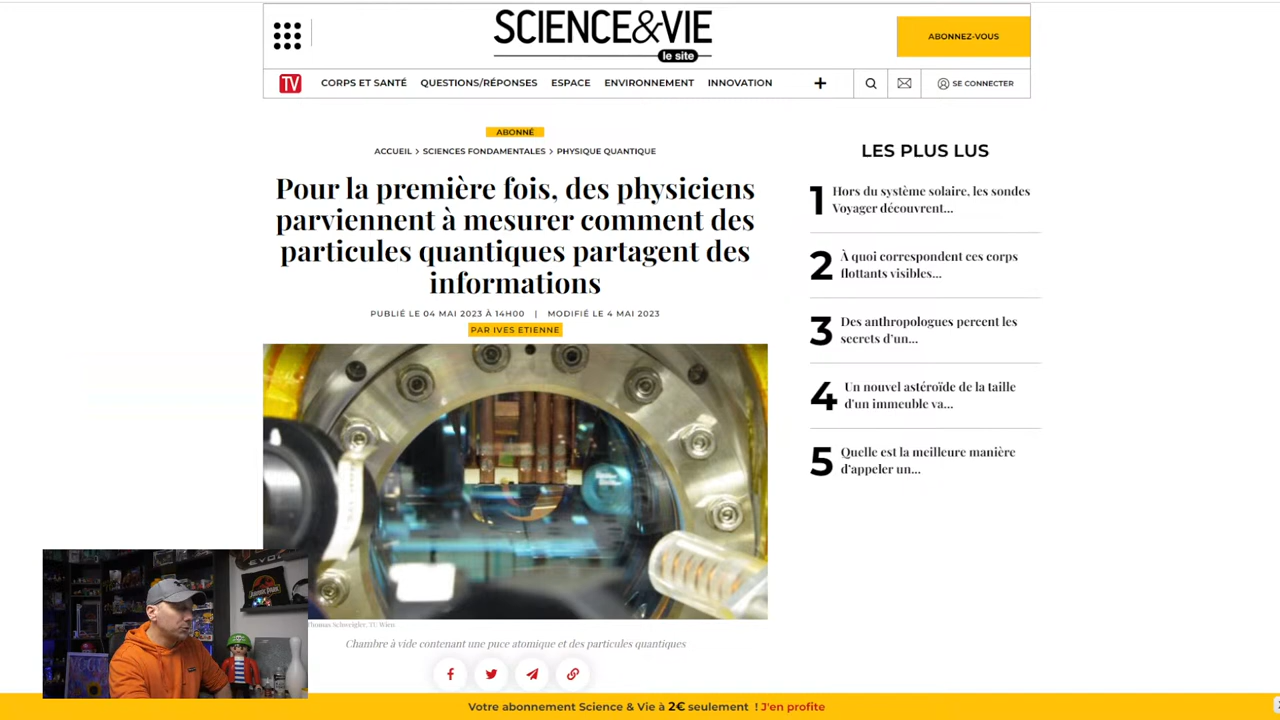 SCIENCE&VIE
le site
ABONNEZ-VOUS
TV
CORPS ET SANTÉ
QUESTIONS/RÉPONSES
ESPACE
ENVIRONNEMENT
INNOVATION
+
SE CONNECTER
ABONNÉ
ACCUEIL > SCIENCES FONDAMENTALES > PHYSIQUE QUANTIQUE
Pour la première fois, des physiciens
parviennent à mesurer comment des
particules quantiques partagent des
informations
PUBLIÉ LE 04 MAI 2023 À 14H00 | MODIFIÉ LE 4 MAI 2023
PAR IVES ETIENNE
LES PLUS LUS
1 Hors du système solaire, les sondes
Voyager découvrent...
2 À quoi correspondent ces corps
flottants visibles...
3 Des anthropologues percent les
secrets d'un...
4 Un nouvel astéroïde de la taille
d'un immeuble va...
5 Quelle est la meilleure manière
d'appeler un...
Thomas Schweigler, TU Wien
Chambre à vide contenant une puce atomique et des particules quantiques
JURASSIC PARK
Votre abonnement Science & Vie à 2€ seulement ! J'en profite